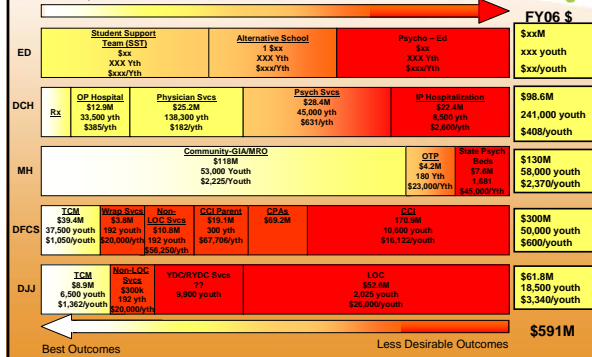 FY06 $
ED
Student Support
Team (SST)
$xx
XXX Yth
$xxx/Yth
Alternative School
1 $xx
XXX Yth
$xxx/Yth
Psycho – Ed
$xx
XXX Yth
$xxx/Yth
$xxM
xxx youth
$xx/youth
DCH
Rx
OP Hospital
$12.9M
33,500 yth
$385/yth
Physician Svcs
$25.2M
138,300 yth
$182/yth
Psych Svcs
$28.4M
45,000 yth
$631/yth
IP Hospitalization
$22.4M
8,500 yth
$2,600/yth
$98.6M
241,000 youth
$408/youth
MH
Community-GIA/MRO
$118M
53,000 Youth
$2,225/Youth
OTP
$4.2M
180 Yth
$23,000/Yth
State Psych
Beds
$7.6M
1,681
$45,000/Yth
$130M
58,000 youth
$2,370/youth
DFCS
TCM
$39.4M
37,500 youth
$1,050/youth
Wrap Svcs
$3.8M
192 youth
$20,000/yth
Non-
LOC Svcs
$10.8M
192 youth
$56,250/yth
CCI Parent
$19.1M
300 yth
$67,706/yth
CPAs
$69.2M
CCI
170.9M
10,600 youth
$16,122/youth
$300M
50,000 youth
$600/youth
DJJ
TCM
$8.9M
6,500 youth
$1,362/youth
Non-LOC
Svcs
$300k
192 yth
$20,000/yth
YDC/RYDC Svcs
??
9,900 youth
LOC
$52.6M
2,025 youth
$26,000/youth
$61.8M
18,500 youth
$3,340/youth
$591M
Best Outcomes
Less Desirable Outcomes